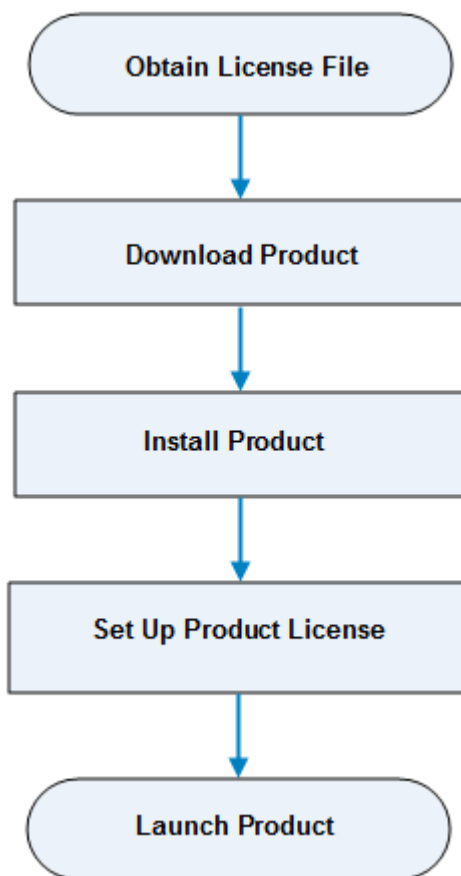 Obtain License File
Download Product
Install Product
Set Up Product License
Launch Product